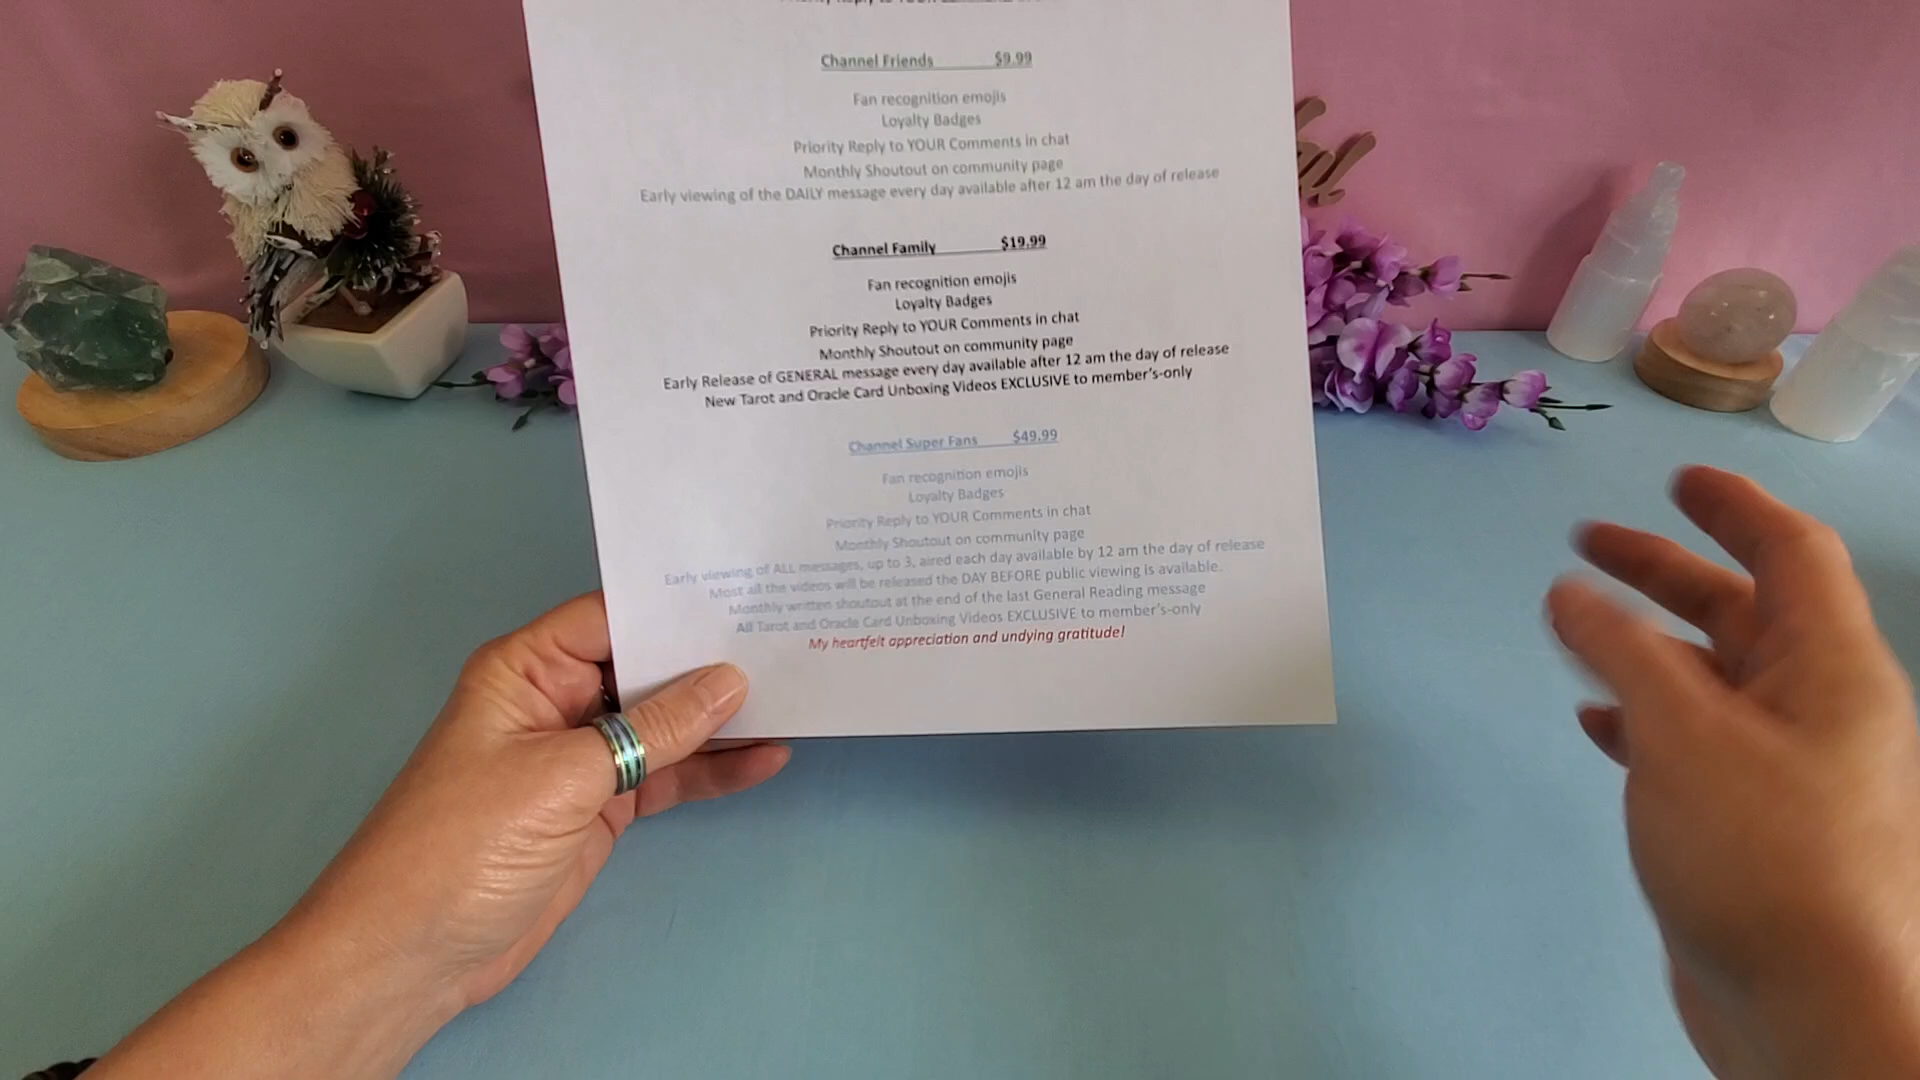 Priority Reply to YOUR
Channel Friends $9.99
Fan recognition emojis
Loyalty Badges
Priority Reply to YOUR Comments in chat
Monthly Shoutout on community page
Early viewing of the DAILY message every day available after 12 am the day of release
Channel Family $19.99
Fan recognition emojis
Loyalty Badges
Priority Reply to YOUR Comments in chat
Monthly Shoutout on community page
Early Release of GENERAL message every day available after 12 am the day of release
New Tarot and Oracle Card Unboxing Videos EXCLUSIVE to member's-only
Channel Super Fans $49.99
Fan recognition emojis
Loyalty Badges
Priority Reply to YOUR Comments in chat
Monthly Shoutout on community page
Early viewing of ALL messages, up to 3, aired each day available by 12 am the day of release
Most all the videos will be released the DAY BEFORE public viewing is available.
Monthly written shoutout at the end of the last General Reading message
All Tarot and Oracle Card Unboxing Videos EXCLUSIVE to member's-only
My heartfelt appreciation and undying gratitude!